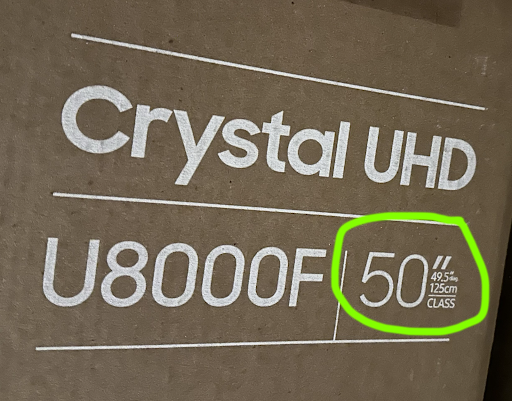 Crystal UHD
U8000F 50"
49.5" diag.
125cm
CLASS